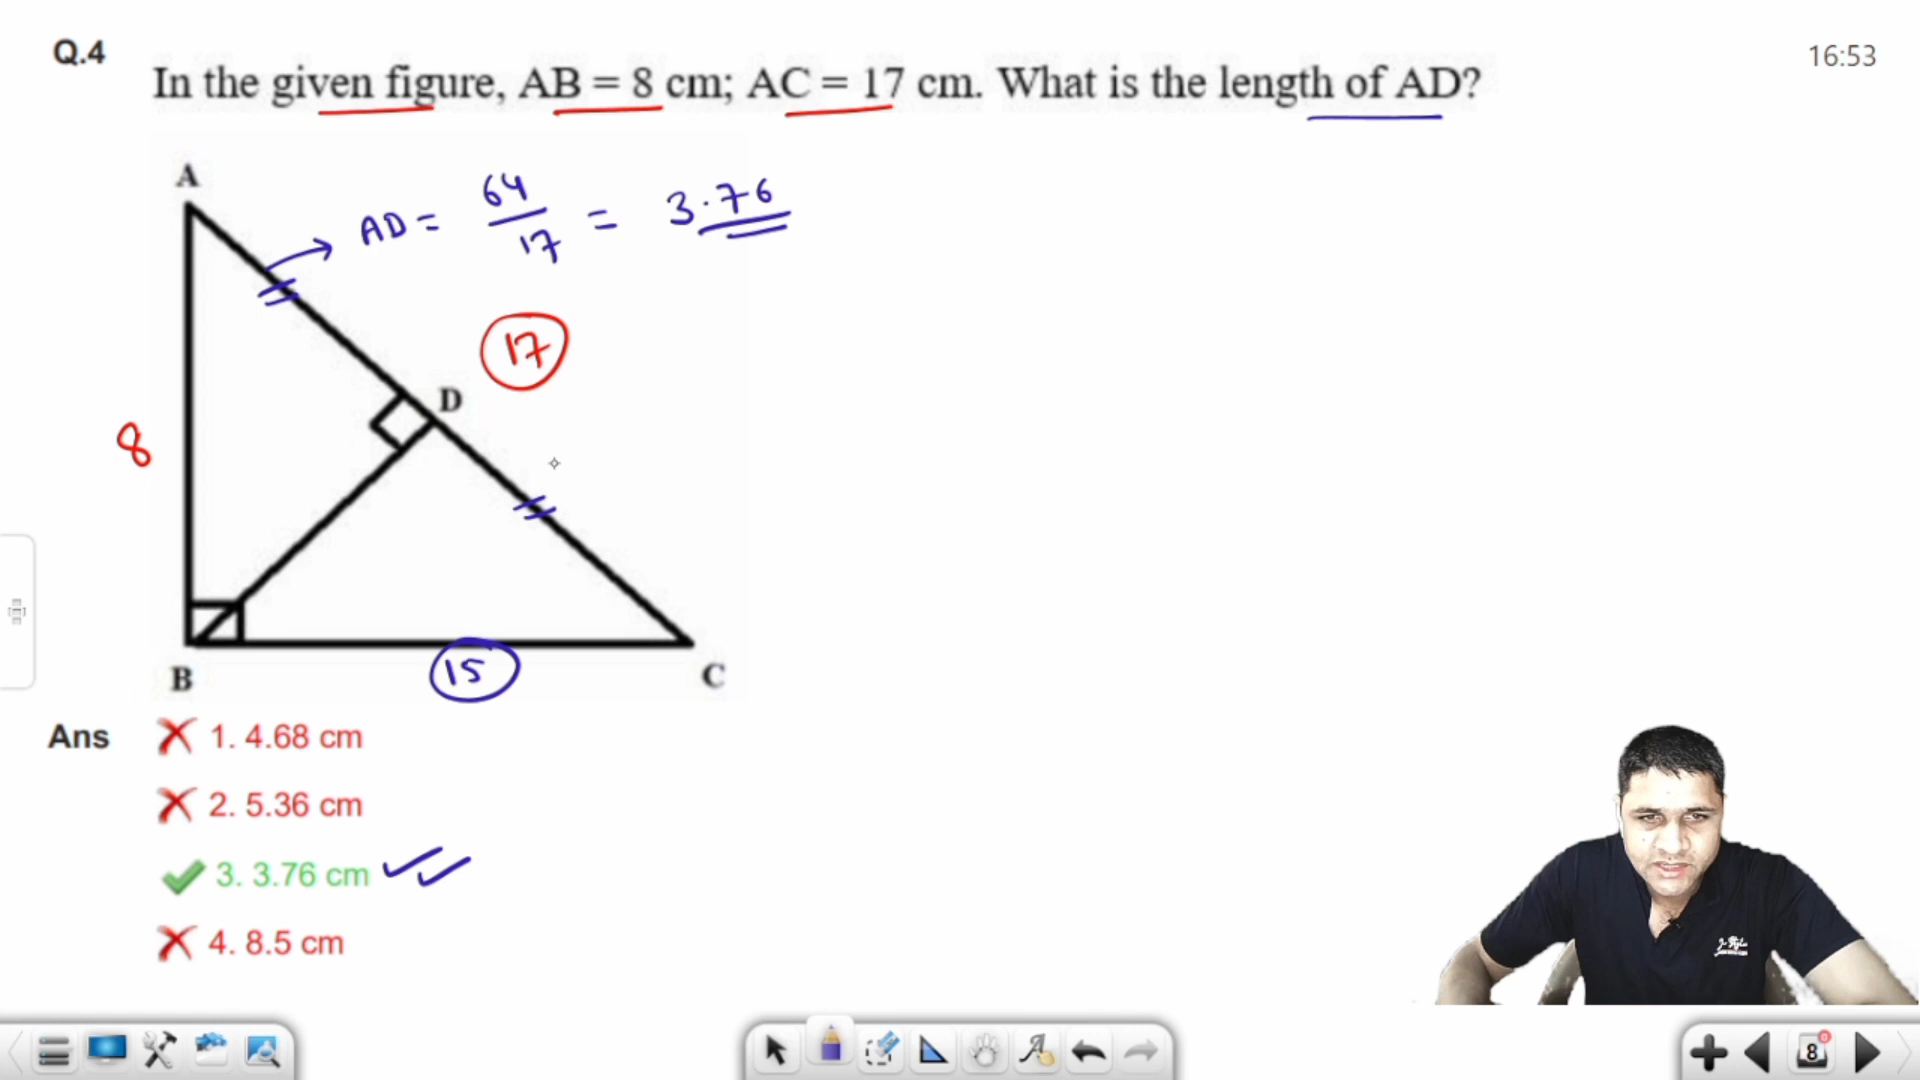 Q.4
In the given figure, AB = 8 cm; AC = 17 cm. What is the length of AD?
16:53
A
AD = 64/17 = 3.76
17
D
8
15
B
C
Ans
1. 4.68 cm
2. 5.36 cm
3. 3.76 cm
4. 8.5 cm
8
0